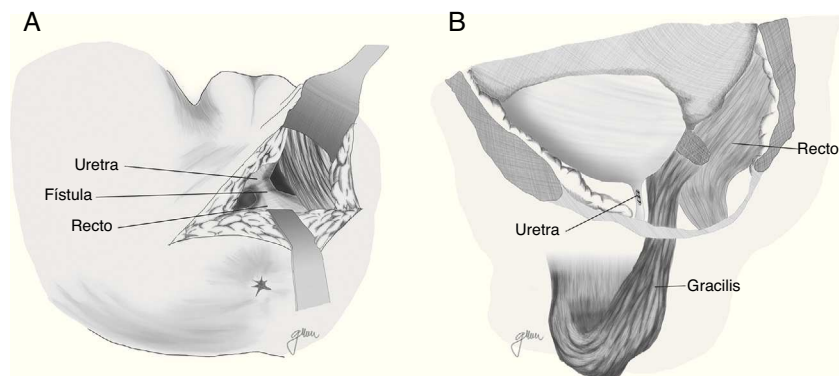 A
Uretra
Fístula
Recto
B
Recto
Uretra
Gracilis